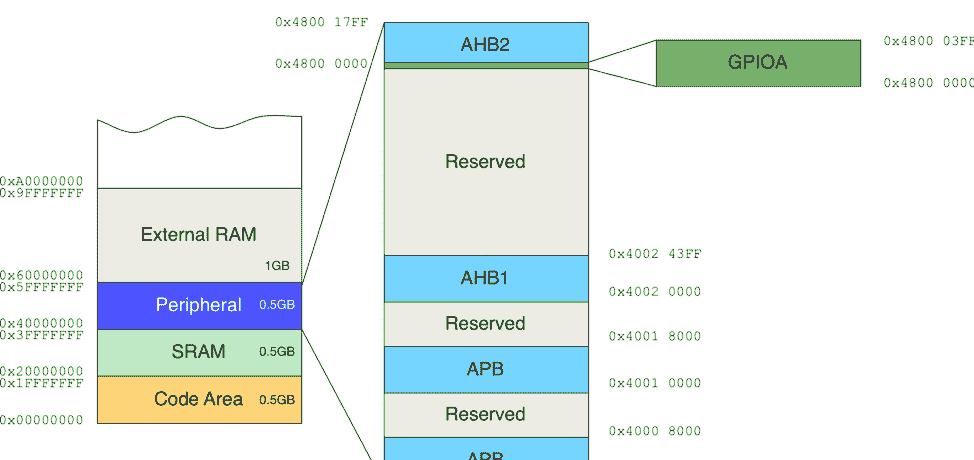 0x4800 17FF
AHB2
0x4800 0000
GPIOA
0x4800 03FF
0x4800 0000
Reserved
0xA0000000
0x9FFFFFFF
External RAM
1GB
0x60000000
0x5FFFFFFF
Peripheral 0.5GB
0x40000000
0x3FFFFFFF
SRAM 0.5GB
0x20000000
0x1FFFFFFF
Code Area 0.5GB
0x00000000
0x4002 43FF
AHB1
0x4002 0000
Reserved
0x4001 8000
APB
0x4001 0000
Reserved
0x4000 8000
APB